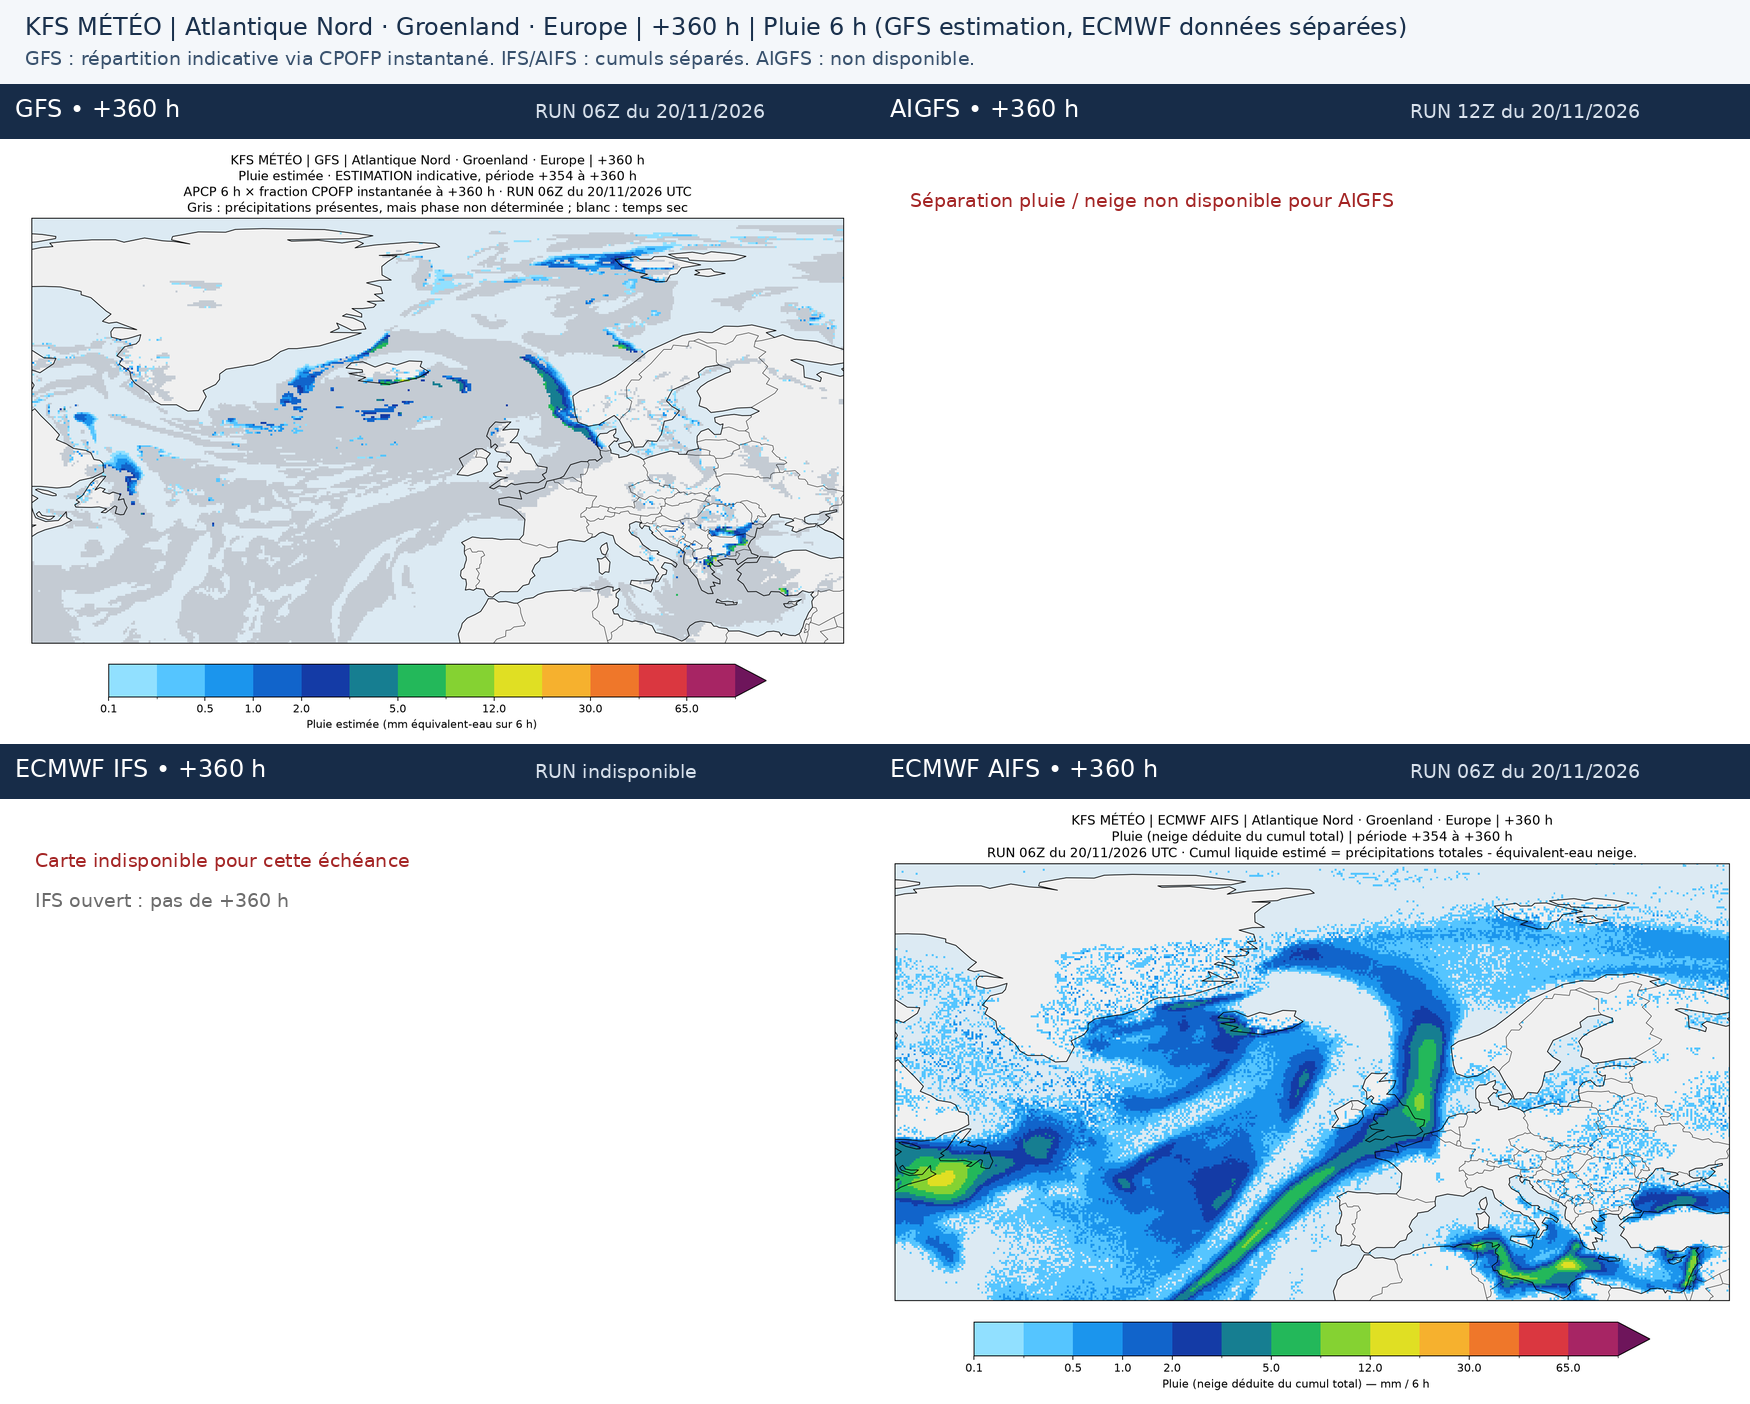 KFS MÉTÉO | Atlantique Nord · Groenland · Europe | +360 h | Pluie 6 h (GFS estimation, ECMWF données séparées)
GFS : répartition indicative via CPOFP instantané. IFS/AIFS : cumuls séparés. AIGFS : non disponible.
GFS • +360 h
RUN 06Z du 20/11/2026
AIGFS • +360 h
RUN 12Z du 20/11/2026
KFS MÉTÉO | GFS | Atlantique Nord · Groenland · Europe | +360 h
Pluie estimée · ESTIMATION indicative, période +354 à +360 h
APCP 6 h × fraction CPOFP instantanée à +360 h · RUN 06Z du 20/11/2026 UTC
Gris : précipitations présentes, mais phase non déterminée ; blanc : temps sec
Séparation pluie / neige non disponible pour AIGFS
0.1 0.5 1.0 2.0 5.0 12.0 30.0 65.0
Pluie estimée (mm équivalent-eau sur 6 h)
ECMWF IFS • +360 h
RUN indisponible
ECMWF AIFS • +360 h
RUN 06Z du 20/11/2026
Carte indisponible pour cette échéance
IFS ouvert : pas de +360 h
KFS MÉTÉO | ECMWF AIFS | Atlantique Nord · Groenland · Europe | +360 h
Pluie (neige déduite du cumul total) | période +354 à +360 h
RUN 06Z du 20/11/2026 UTC · Cumul liquide estimé = précipitations totales - équivalent-eau neige.
0.1 0.5 1.0 2.0 5.0 12.0 30.0 65.0
Pluie (neige déduite du cumul total) — mm / 6 h